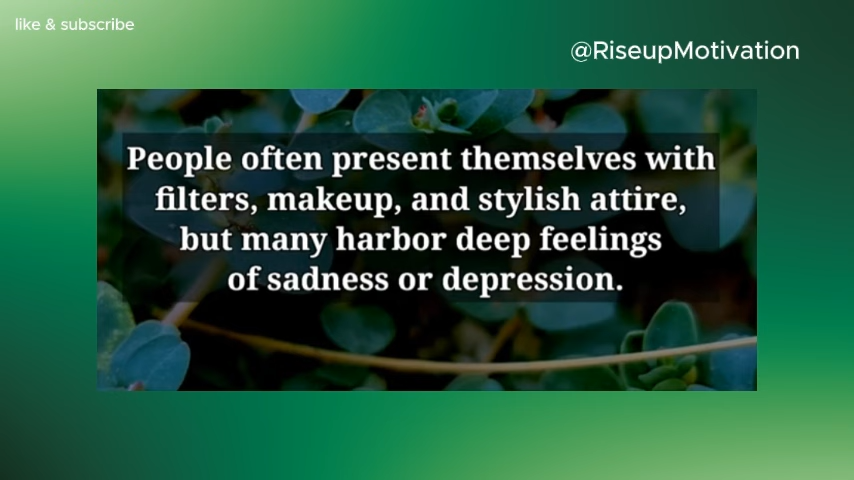 like & subscribe
@RiseupMotivation
People often present themselves with
filters, makeup, and stylish attire,
but many harbor deep feelings
of sadness or depression.